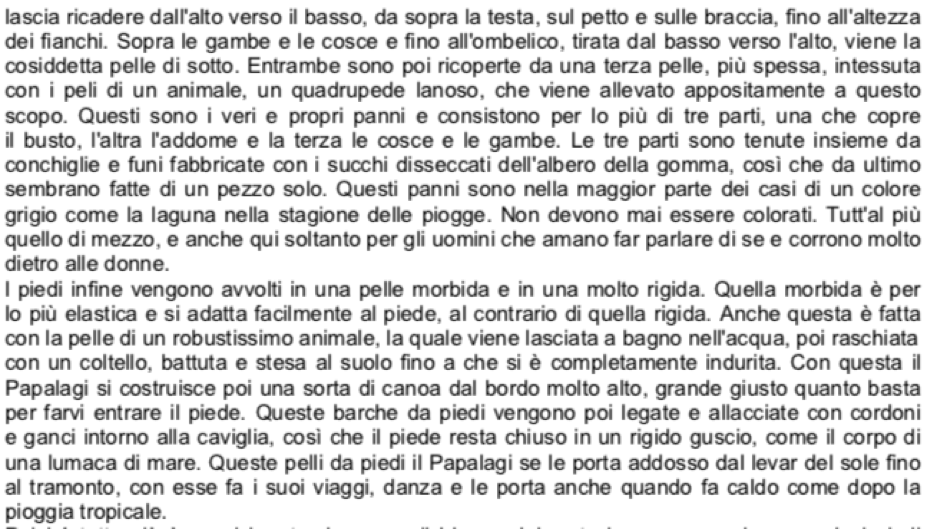 lascia ricadere dall'alto verso il basso, da sopra la testa, sul petto e sulle braccia, fino all'altezza
dei fianchi. Sopra le gambe e le cosce e fino all'ombelico, tirata dal basso verso l'alto, viene la
cosiddetta pelle di sotto. Entrambe sono poi ricoperte da una terza pelle, più spessa, intessuta
con i peli di un animale, un quadrupede lanoso, che viene allevato appositamente a questo
scopo. Questi sono i veri e propri panni e consistono per lo più di tre parti, una che copre
il busto, l'altra l'addome e la terza le cosce e le gambe. Le tre parti sono tenute insieme da
conchiglie e funi fabbricate con i succhi disseccati dell'albero della gomma, così che da ultimo
sembrano fatte di un pezzo solo. Questi panni sono nella maggior parte dei casi di un colore
grigio come la laguna nella stagione delle piogge. Non devono mai essere colorati. Tutt'al più
quello di mezzo, e anche qui soltanto per gli uomini che amano far parlare di se e corrono molto
dietro alle donne.
I piedi infine vengono avvolti in una pelle morbida e in una molto rigida. Quella morbida è per
lo più elastica e si adatta facilmente al piede, al contrario di quella rigida. Anche questa è fatta
con la pelle di un robustissimo animale, la quale viene lasciata a bagno nell'acqua, poi raschiata
con un coltello, battuta e stesa al suolo fino a che si è completamente indurita. Con questa il
Papalagi si costruisce poi una sorta di canoa dal bordo molto alto, grande giusto quanto basta
per farvi entrare il piede. Queste barche da piedi vengono poi legate e allacciate con cordoni
e ganci intorno alla caviglia, così che il piede resta chiuso in un rigido guscio, come il corpo di
una lumaca di mare. Queste pelli da piedi il Papalagi se le porta addosso dal levar del sole fino
al tramonto, con esse fa i suoi viaggi, danza e le porta anche quando fa caldo come dopo la
pioggia tropicale.